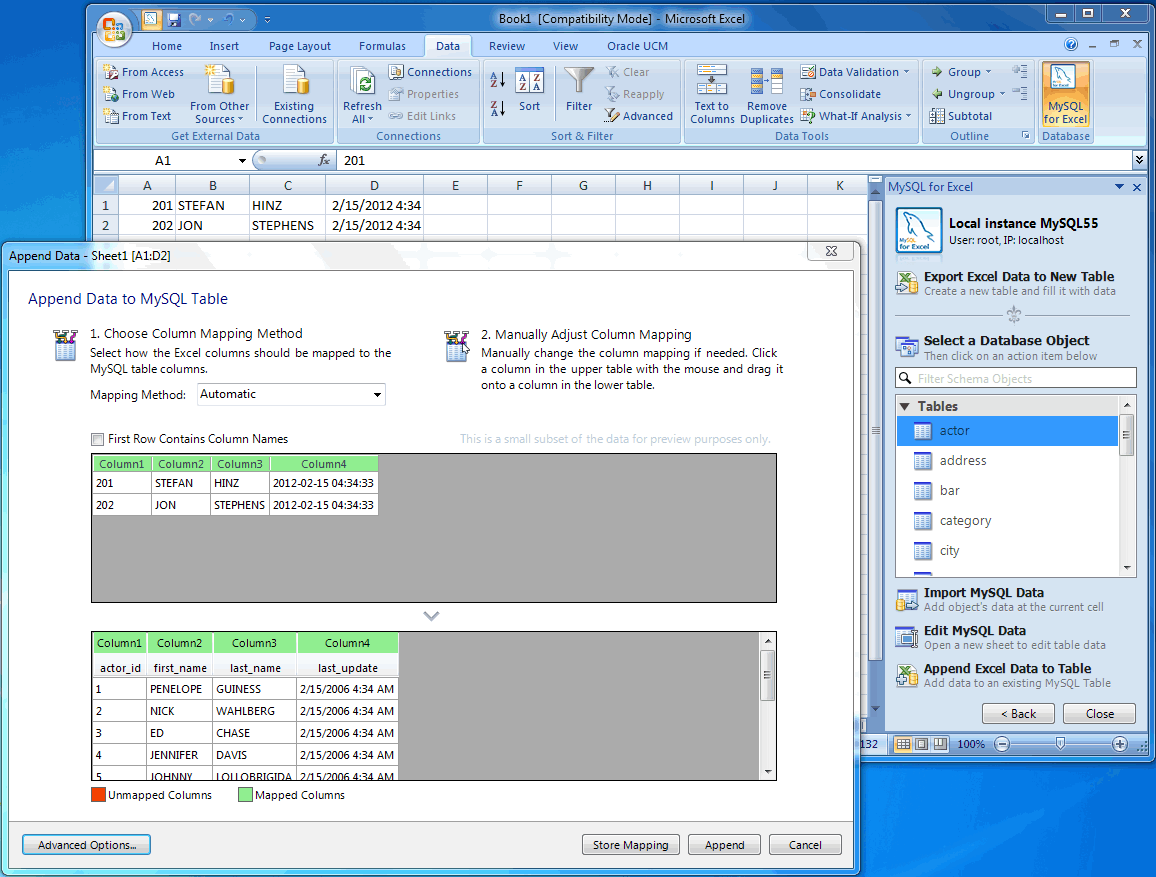 Book1 [Compatibility Mode] - Microsoft Excel
Home Insert Page Layout Formulas Data Review View Oracle UCM
From Access
From Web
From Text
From Other Sources
Existing Connections
Get External Data
Refresh All
Connections
Properties
Edit Links
Connections
Sort
Filter
Clear
Reapply
Advanced
Sort & Filter
Text to Columns
Remove Duplicates
Data Validation
Consolidate
What-If Analysis
Data Tools
Group
Ungroup
Subtotal
Outline
MySQL for Excel
Database
A1 fx 201
A B C D E F G H I J K
1 201 STEFAN HINZ 2/15/2012 4:34
2 202 JON STEPHENS 2/15/2012 4:34
Append Data - Sheet1 [A1:D2]
Append Data to MySQL Table
1. Choose Column Mapping Method
Select how the Excel columns should be mapped to the
MySQL table columns.
Mapping Method: Automatic
2. Manually Adjust Column Mapping
Manually change the column mapping if needed. Click
a column in the upper table with the mouse and drag it
onto a column in the lower table.
First Row Contains Column Names
This is a small subset of the data for preview purposes only.
Column1 Column2 Column3 Column4
201 STEFAN HINZ 2012-02-15 04:34:33
202 JON STEPHENS 2012-02-15 04:34:33
Column1 Column2 Column3 Column4
actor_id first_name last_name last_update
1 PENELOPE GUINESS 2/15/2006 4:34 AM
2 NICK WAHLBERG 2/15/2006 4:34 AM
3 ED CHASE 2/15/2006 4:34 AM
4 JENNIFER DAVIS 2/15/2006 4:34 AM
5 JOHNNY LOLLOBRIGIDA 2/15/2006 4:34 AM
Unmapped Columns Mapped Columns
Advanced Options... Store Mapping Append Cancel
MySQL for Excel
Local instance MySQL55
User: root, IP: localhost
Export Excel Data to New Table
Create a new table and fill it with data
Select a Database Object
Then click on an action item below
Filter Schema Objects
Tables
actor
address
bar
category
city
Import MySQL Data
Add object's data at the current cell
Edit MySQL Data
Open a new sheet to edit table data
Append Excel Data to Table
Add data to an existing MySQL Table
< Back Close
132 100%